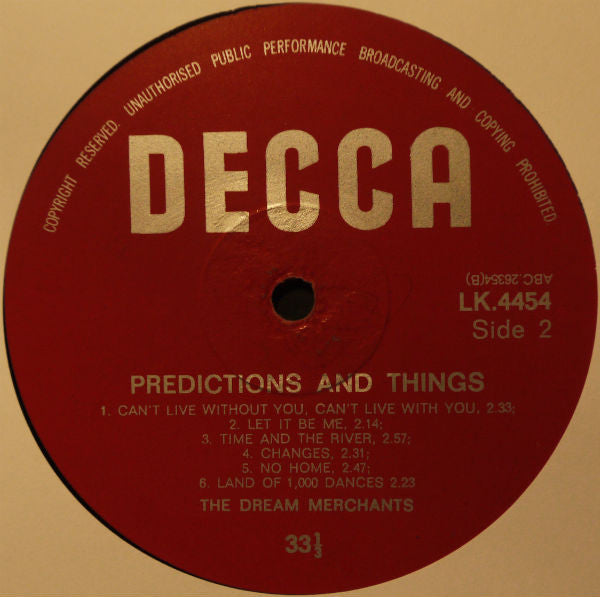 COPYRIGHT RESERVED. UNAUTHORISED PUBLIC PERFORMANCE BROADCASTING AND COPYING PROHIBITED
DECCA
ABC.26354(B)
LK.4454
Side 2
PREDICTIONS AND THINGS
1. CAN'T LIVE WITHOUT YOU, CAN'T LIVE WITH YOU, 2.33;
2. LET IT BE ME, 2.14;
3. TIME AND THE RIVER, 2.57;
4. CHANGES, 2.31;
5. NO HOME, 2.47;
6. LAND OF 1,000 DANCES 2.23
THE DREAM MERCHANTS
33⅓